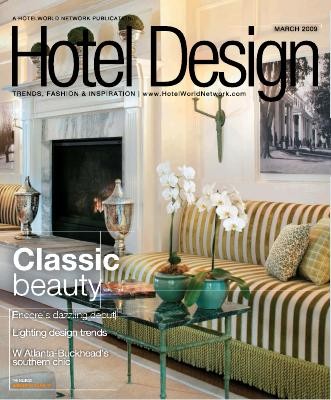 A HOTELWORLD NETWORK PUBLICATION
MARCH 2009
Hotel Design
TRENDS, FASHION & INSPIRATION | www.HotelWorldNetwork.com
Classic
beauty
Encore's dazzling debut
Lighting design trends
W Atlanta-Buckhead's
southern chic